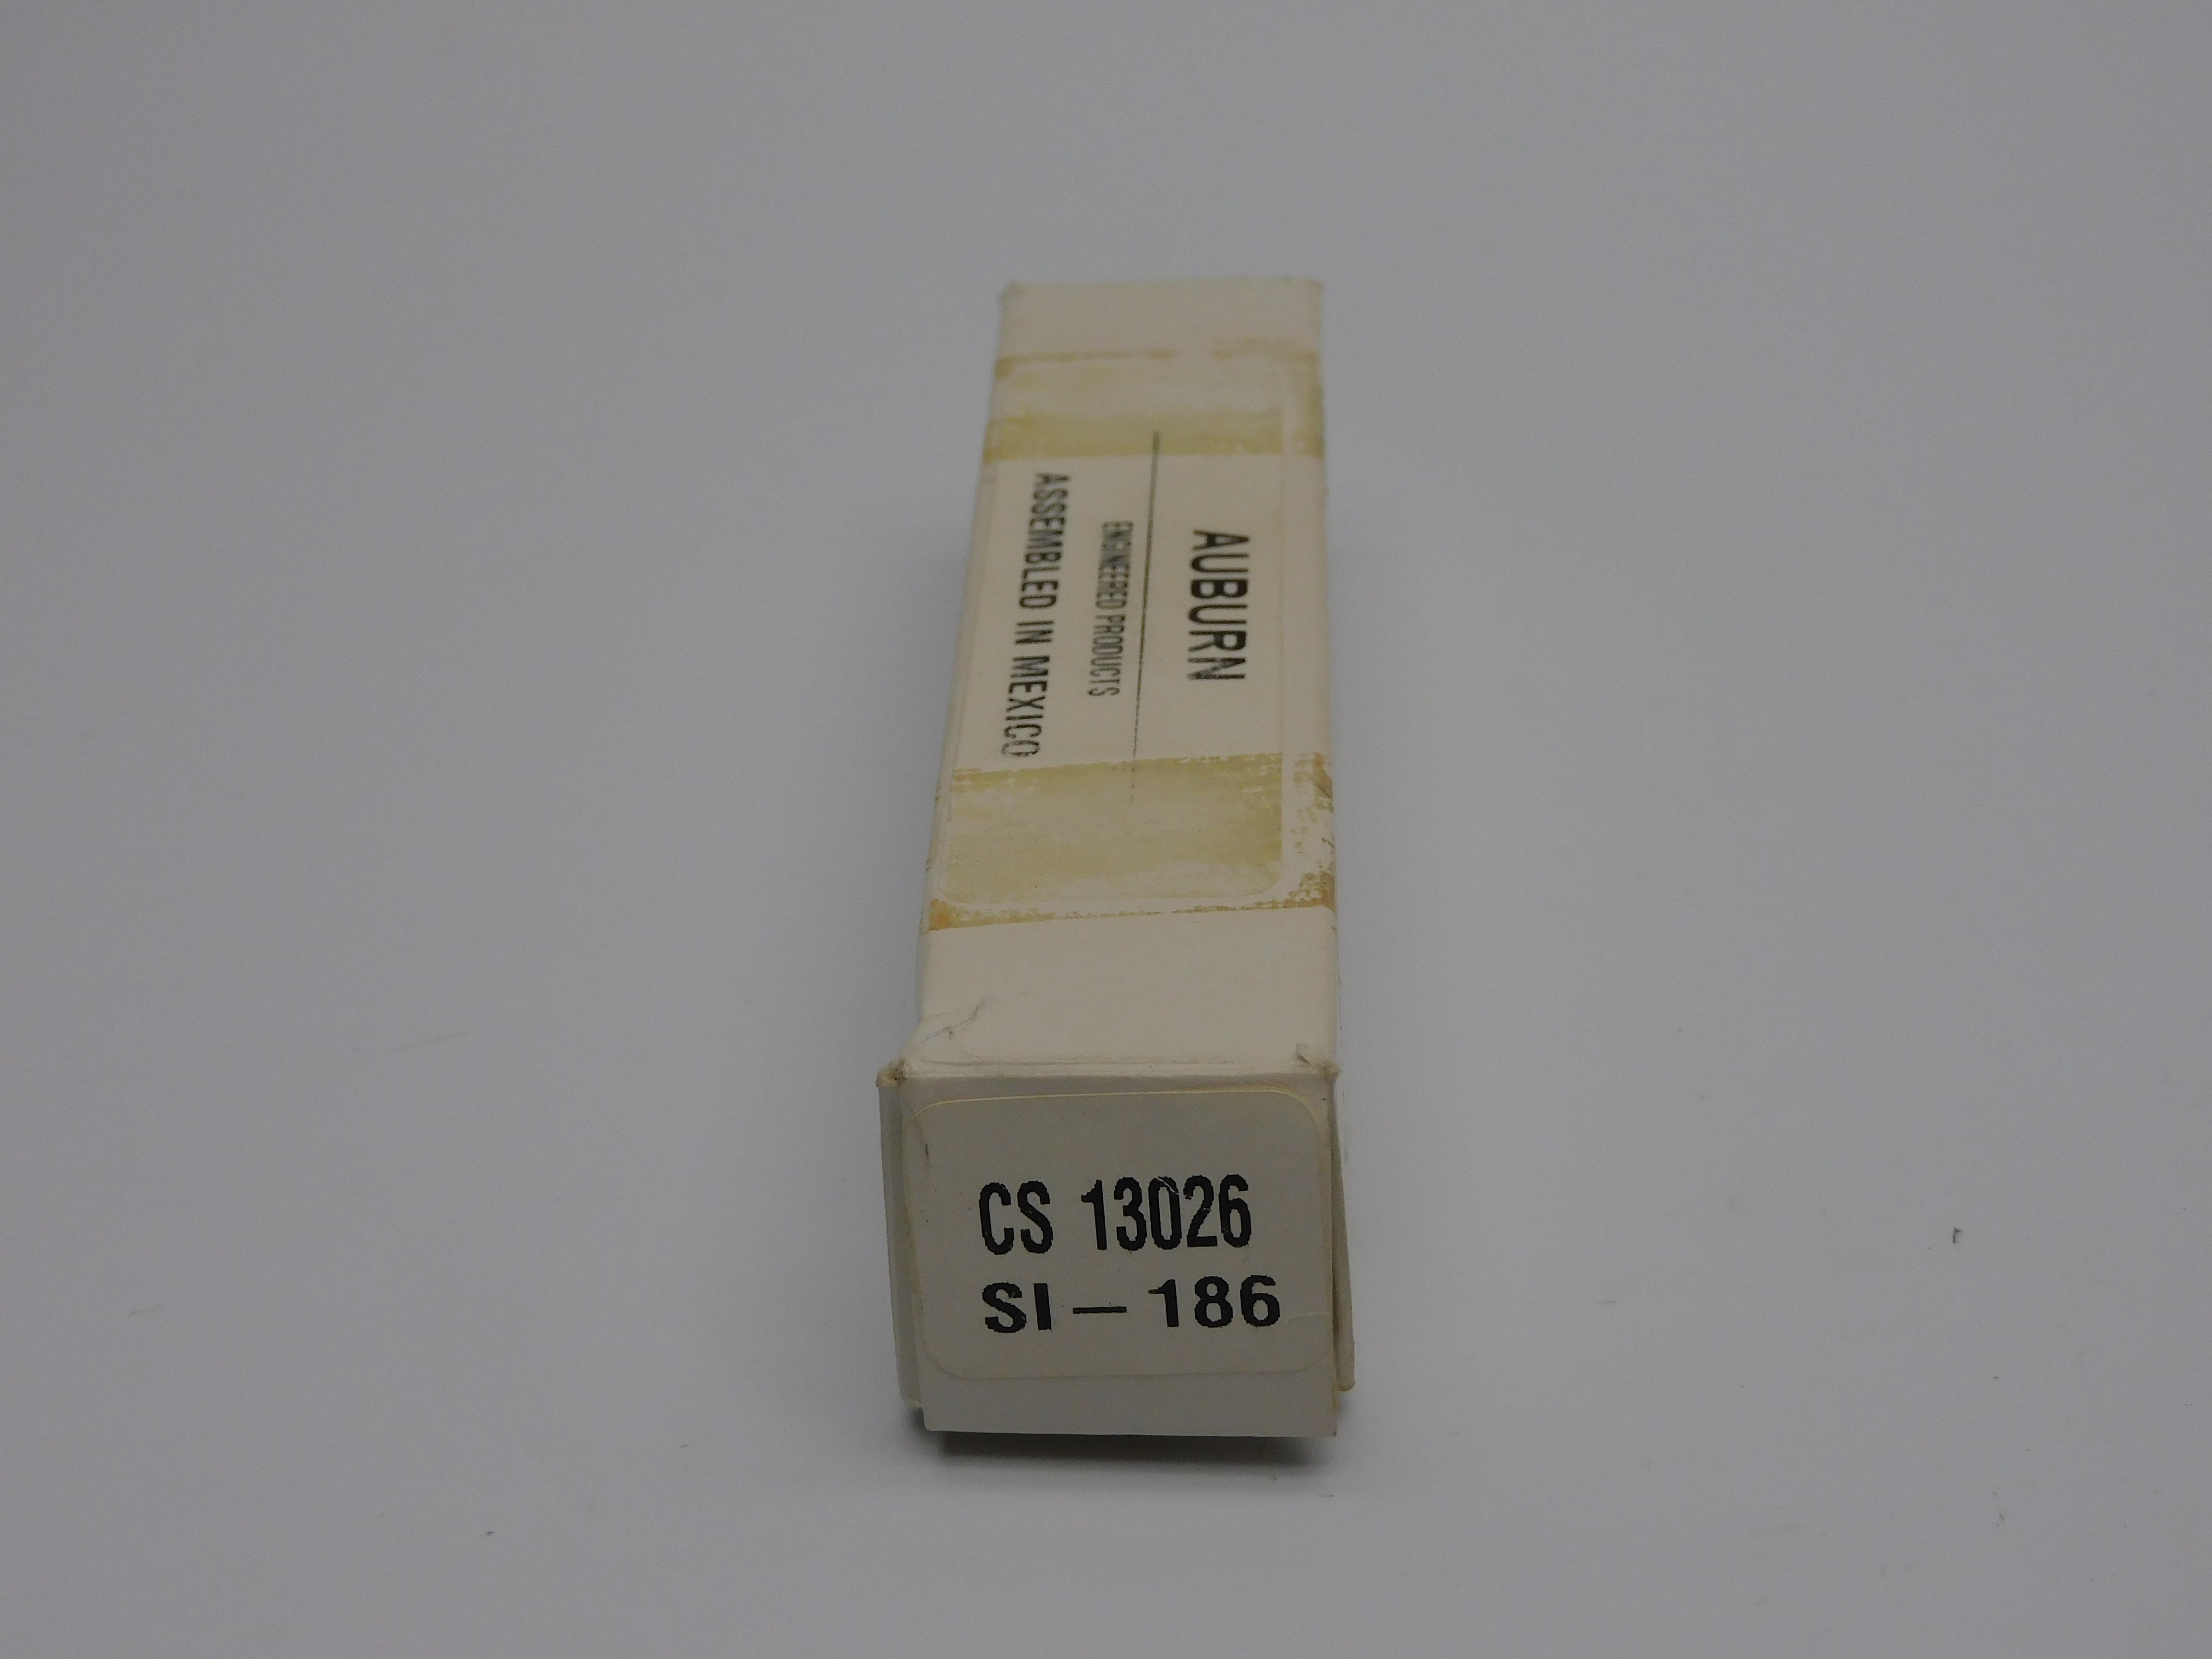 AUBURN
ENGINEERED PRODUCTS
ASSEMBLED IN MEXICO
CS 13026
SI-186